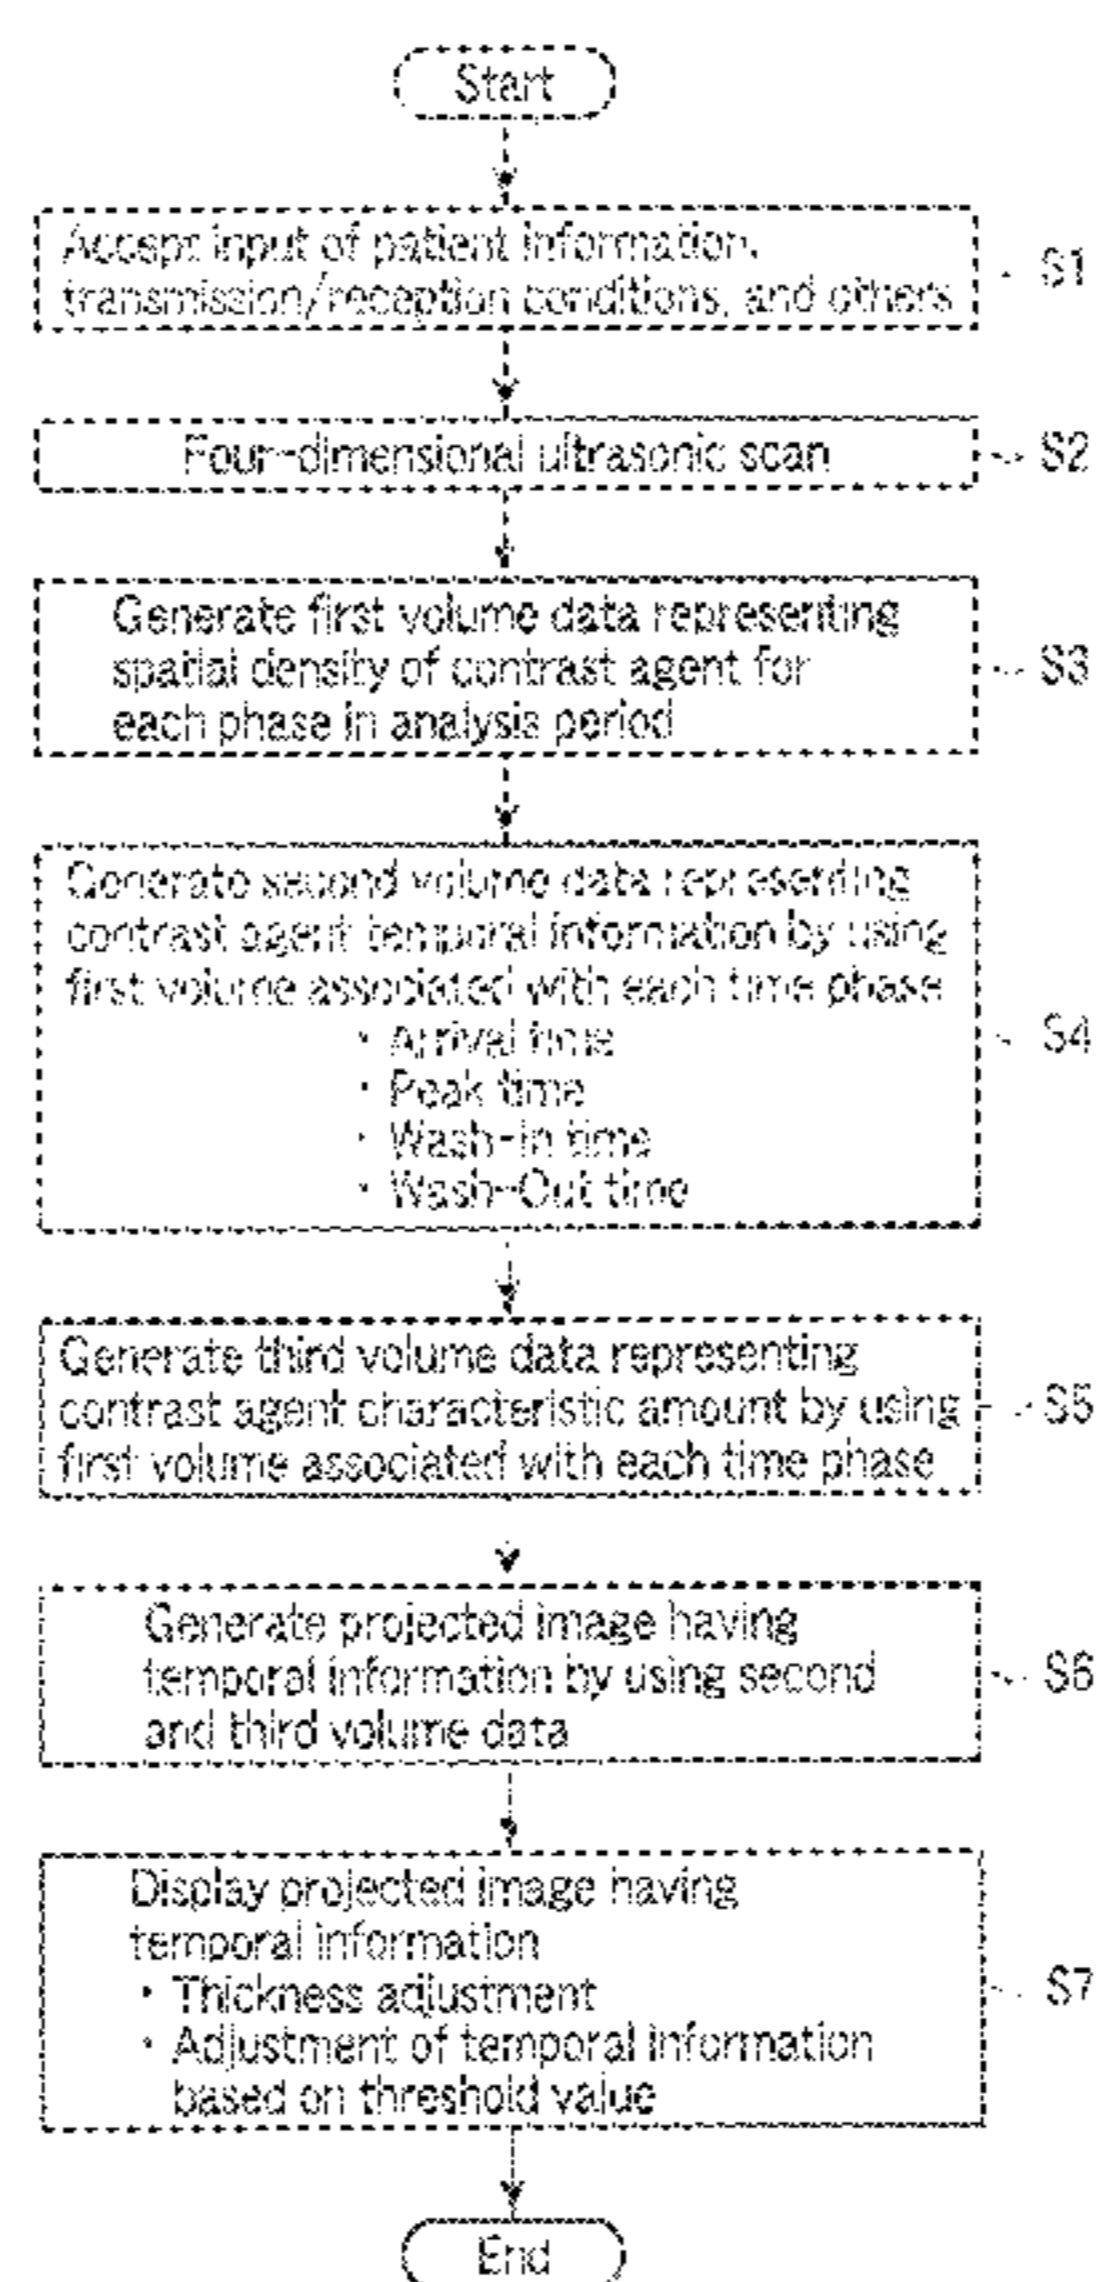 Start
Accept input of patient information,
transmission/reception conditions, and others
S1
Four-dimensional ultrasonic scan
S2
Generate first volume data representing
spatial density of contrast agent for
each phase in analysis period
S3
Generate second volume data representing
contrast agent temporal information by using
first volume associated with each time phase
· Arrival time
· Peak time
· Wash-in time
· Wash-Out time
S4
Generate third volume data representing
contrast agent characteristic amount by using
first volume associated with each time phase
S5
Generate projected image having
temporal information by using second
and third volume data
S6
Display projected image having
temporal information
· Thickness adjustment
· Adjustment of temporal information
based on threshold value
S7
End